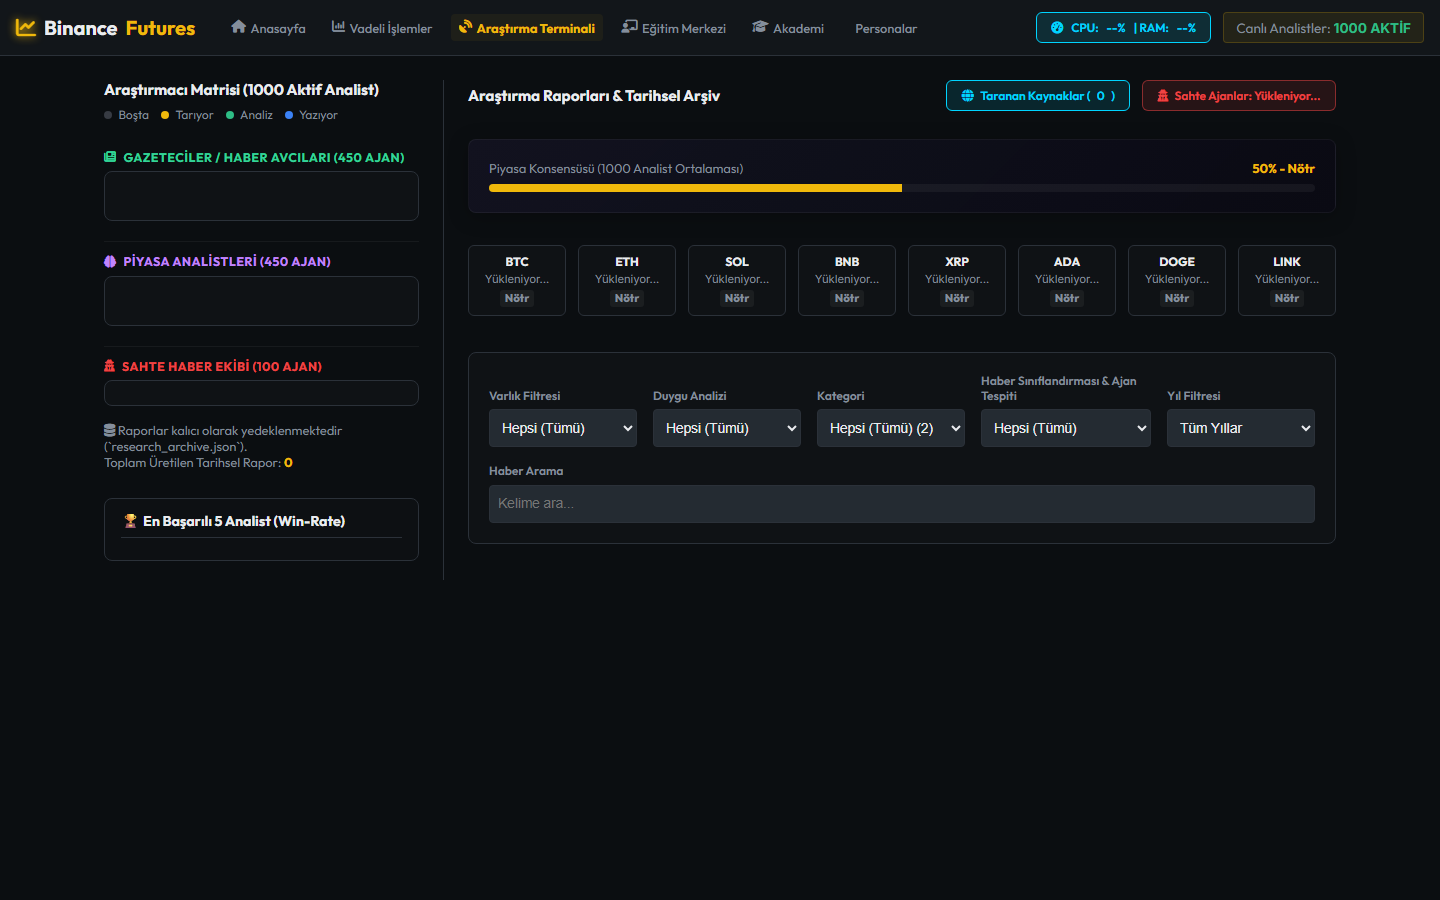 Binance Futures
Anasayfa
Vadeli İşlemler
Araştırma Terminali
Eğitim Merkezi
Akademi
Personalar
CPU: --% | RAM: --%
Canlı Analistler: 1000 AKTİF
Araştırmacı Matrisi (1000 Aktif Analist)
Boşta
Tarıyor
Analiz
Yazıyor
GAZETECİLER / HABER AVCILARI (450 AJAN)
PİYASA ANALİSTLERİ (450 AJAN)
SAHTE HABER EKİBİ (100 AJAN)
Raporlar kalıcı olarak yedeklenmektedir
(`research_archive.json`).
Toplam Üretilen Tarihsel Rapor: 0
En Başarılı 5 Analist (Win-Rate)
Araştırma Raporları & Tarihsel Arşiv
Taranan Kaynaklar ( 0 )
Sahte Ajanlar: Yükleniyor...
Piyasa Konsensüsü (1000 Analist Ortalaması)
50% - Nötr
BTC
Yükleniyor...
Nötr
ETH
Yükleniyor...
Nötr
SOL
Yükleniyor...
Nötr
BNB
Yükleniyor...
Nötr
XRP
Yükleniyor...
Nötr
ADA
Yükleniyor...
Nötr
DOGE
Yükleniyor...
Nötr
LINK
Yükleniyor...
Nötr
Varlık Filtresi
Hepsi (Tümü)
Duygu Analizi
Hepsi (Tümü)
Kategori
Hepsi (Tümü) (2)
Haber Sınıflandırması & Ajan
Tespiti
Hepsi (Tümü)
Yıl Filtresi
Tüm Yıllar
Haber Arama
Kelime ara...